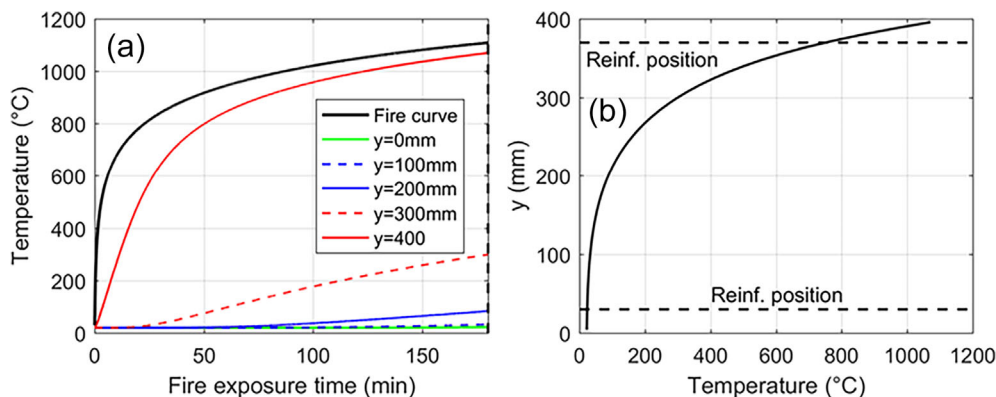 (a)
1200
1000
800
600
400
200
0
Temperature (°C)
Fire curve
y=0mm
y=100mm
y=200mm
y=300mm
y=400
0
50
100
150
Fire exposure time (min)
(b)
400
300
200
100
0
y (mm)
Reinf. position
Reinf. position
0
200
400
600
800
1000
1200
Temperature (°C)